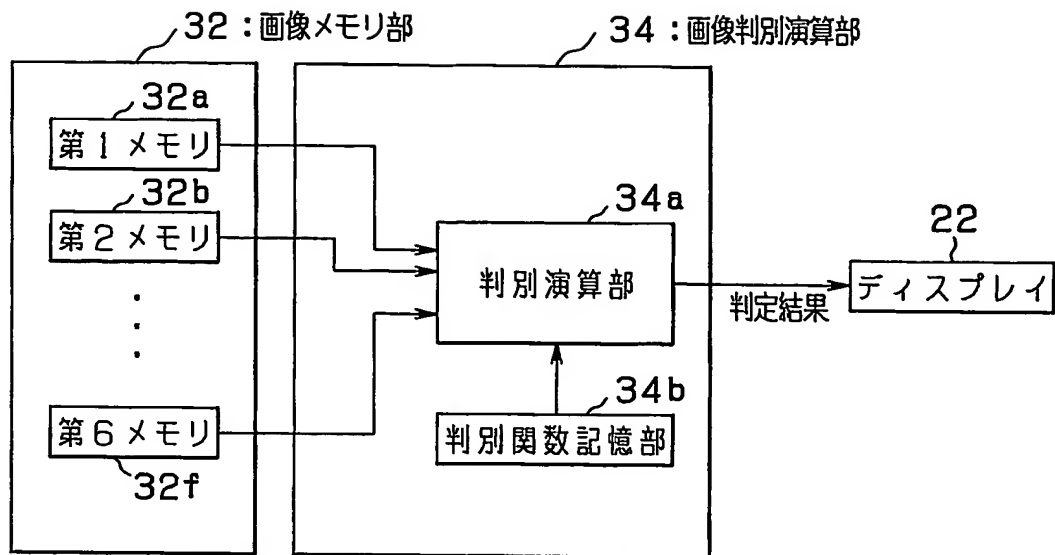 32:画像メモリ部
34:画像判別演算部
32a
第1メモリ
32b
第2メモリ
34a
判別演算部
22
ディスプレイ
判定結果
34b
判別関数記憶部
第6メモリ
32f